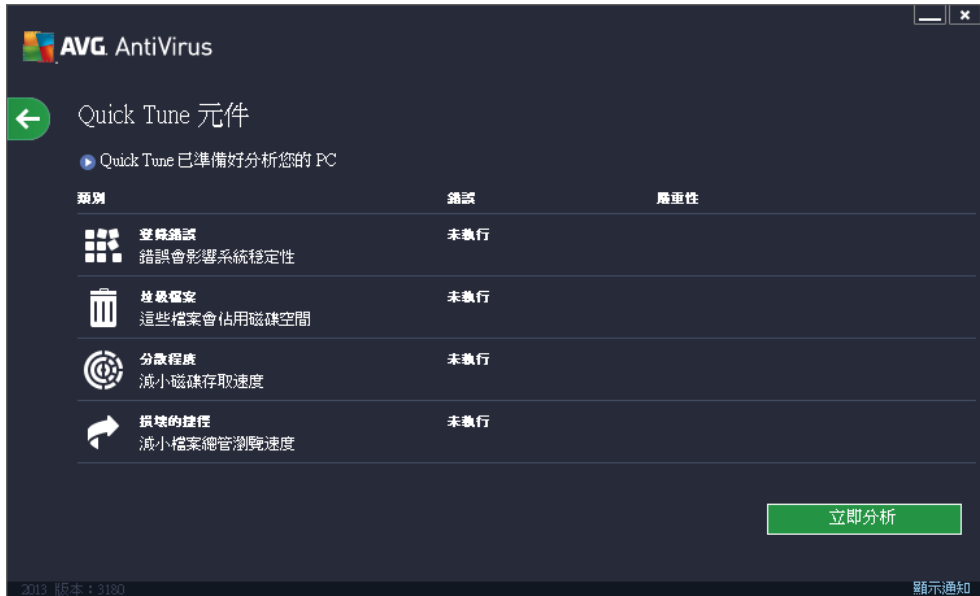 AVG. AntiVirus
Quick Tune 元件
Quick Tune 已準備好分析您的 PC
類別 錯誤 嚴重性
登錄錯誤 未執行
錯誤會影響系統穩定性
垃圾檔案 未執行
這些檔案會佔用磁碟空間
分散程度 未執行
減小磁碟存取速度
損壞的捷徑 未執行
減小檔案總管瀏覽速度
立即分析
2013 版本：3180
顯示通知